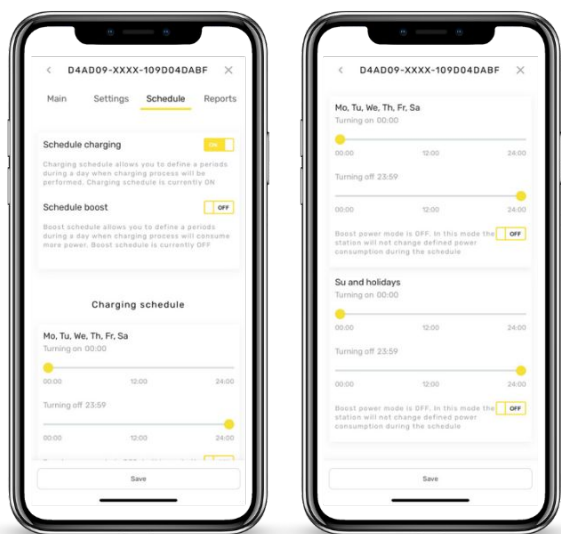 D4AD09-XXXX-109D04DABF
Main Settings Schedule Reports
Schedule charging
ON
Charging schedule allows you to define a periods
during a day when charging process will be
performed. Charging schedule is currently ON
Schedule boost
OFF
Boost schedule allows you to define a periods
during a day when charging process will consume
more power. Boost schedule is currently OFF
Charging schedule
Mo, Tu, We, Th, Fr, Sa
Turning on 00:00
00:00 12:00 24:00
Turning off 23:59
00:00 12:00 24:00
Save
D4AD09-XXXX-109D04DABF
Mo, Tu, We, Th, Fr, Sa
Turning on 00:00
00:00 12:00 24:00
Turning off 23:59
00:00 12:00 24:00
Boost power mode is OFF. In this mode the
OFF
station will not change defined power
consumption during the schedule
Su and holidays
Turning on 00:00
00:00 12:00 24:00
Turning off 23:59
00:00 12:00 24:00
Boost power mode is OFF. In this mode the
OFF
station will not change defined power
consumption during the schedule
Save